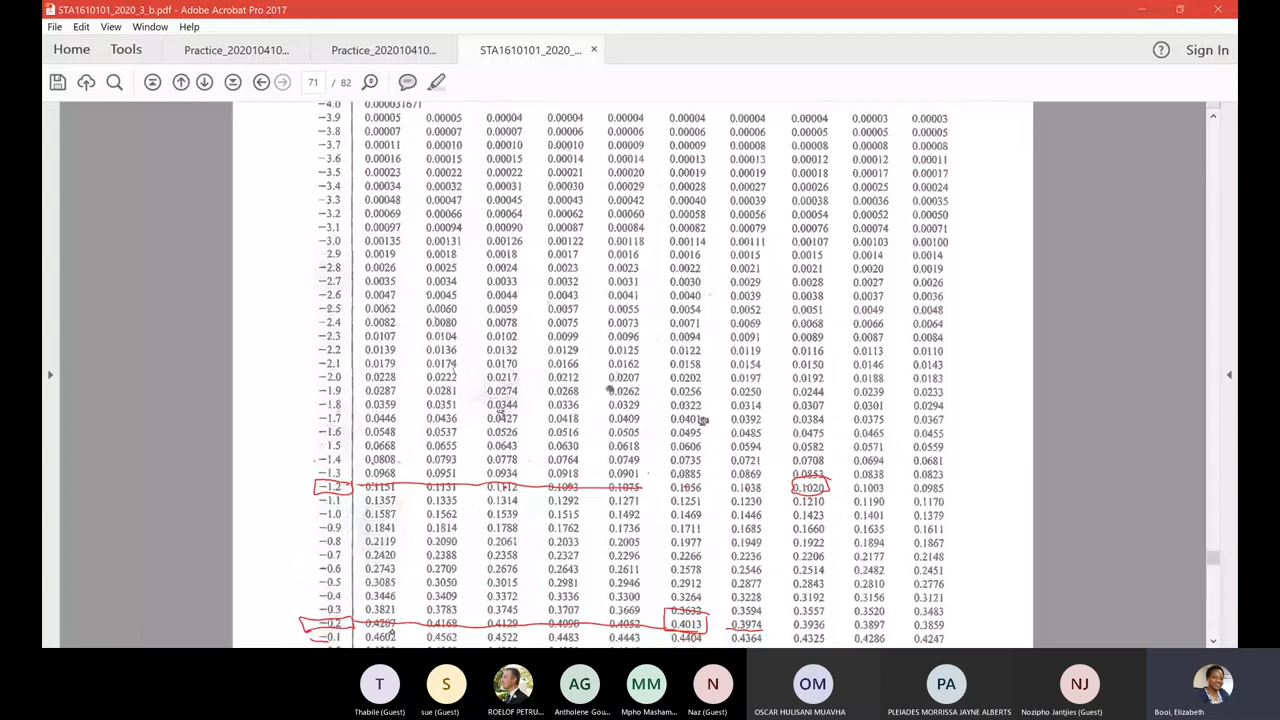 STA1610101_2020_3_b.pdf - Adobe Acrobat Pro 2017
File Edit View Window Help
Home Tools Practice_202010410... Practice_202010410... STA1610101_2020_... × Sign In
71 / 82
−4.0 0.000031671
−3.9 0.00005 0.00005 0.00004 0.00004 0.00004 0.00004 0.00004 0.00004 0.00003 0.00003
−3.8 0.00007 0.00007 0.00007 0.00006 0.00006 0.00006 0.00006 0.00005 0.00005 0.00005
−3.7 0.00011 0.00010 0.00010 0.00010 0.00009 0.00009 0.00008 0.00008 0.00008 0.00008
−3.6 0.00016 0.00015 0.00015 0.00014 0.00014 0.00013 0.00013 0.00012 0.00012 0.00011
−3.5 0.00023 0.00022 0.00022 0.00021 0.00020 0.00019 0.00019 0.00018 0.00017 0.00017
−3.4 0.00034 0.00032 0.00031 0.00030 0.00029 0.00028 0.00027 0.00026 0.00025 0.00024
−3.3 0.00048 0.00047 0.00045 0.00043 0.00042 0.00040 0.00039 0.00038 0.00036 0.00035
−3.2 0.00069 0.00066 0.00064 0.00062 0.00060 0.00058 0.00056 0.00054 0.00052 0.00050
−3.1 0.00097 0.00094 0.00090 0.00087 0.00084 0.00082 0.00079 0.00076 0.00074 0.00071
−3.0 0.00135 0.00131 0.00126 0.00122 0.00118 0.00114 0.00111 0.00107 0.00103 0.00100
−2.9 0.0019 0.0018 0.0018 0.0017 0.0016 0.0016 0.0015 0.0015 0.0014 0.0014
−2.8 0.0026 0.0025 0.0024 0.0023 0.0023 0.0022 0.0021 0.0021 0.0020 0.0019
−2.7 0.0035 0.0034 0.0033 0.0032 0.0031 0.0030 0.0029 0.0028 0.0027 0.0026
−2.6 0.0047 0.0045 0.0044 0.0043 0.0041 0.0040 0.0039 0.0038 0.0037 0.0036
−2.5 0.0062 0.0060 0.0059 0.0057 0.0055 0.0054 0.0052 0.0051 0.0049 0.0048
−2.4 0.0082 0.0080 0.0078 0.0075 0.0073 0.0071 0.0069 0.0068 0.0066 0.0064
−2.3 0.0107 0.0104 0.0102 0.0099 0.0096 0.0094 0.0091 0.0089 0.0087 0.0084
−2.2 0.0139 0.0136 0.0132 0.0129 0.0125 0.0122 0.0119 0.0116 0.0113 0.0110
−2.1 0.0179 0.0174 0.0170 0.0166 0.0162 0.0158 0.0154 0.0150 0.0146 0.0143
−2.0 0.0228 0.0222 0.0217 0.0212 0.0207 0.0202 0.0197 0.0192 0.0188 0.0183
−1.9 0.0287 0.0281 0.0274 0.0268 0.0262 0.0256 0.0250 0.0244 0.0239 0.0233
−1.8 0.0359 0.0351 0.0344 0.0336 0.0329 0.0322 0.0314 0.0307 0.0301 0.0294
−1.7 0.0446 0.0436 0.0427 0.0418 0.0409 0.0401 0.0392 0.0384 0.0375 0.0367
−1.6 0.0548 0.0537 0.0526 0.0516 0.0505 0.0495 0.0485 0.0475 0.0465 0.0455
−1.5 0.0668 0.0655 0.0643 0.0630 0.0618 0.0606 0.0594 0.0582 0.0571 0.0559
−1.4 0.0808 0.0793 0.0778 0.0764 0.0749 0.0735 0.0721 0.0708 0.0694 0.0681
−1.3 0.0968 0.0951 0.0934 0.0918 0.0901 0.0885 0.0869 0.0853 0.0838 0.0823
−1.2 0.1151 0.1131 0.1112 0.1093 0.1075 0.1056 0.1038 0.1020 0.1003 0.0985
−1.1 0.1357 0.1335 0.1314 0.1292 0.1271 0.1251 0.1230 0.1210 0.1190 0.1170
−1.0 0.1587 0.1562 0.1539 0.1515 0.1492 0.1469 0.1446 0.1423 0.1401 0.1379
−0.9 0.1841 0.1814 0.1788 0.1762 0.1736 0.1711 0.1685 0.1660 0.1635 0.1611
−0.8 0.2119 0.2090 0.2061 0.2033 0.2005 0.1977 0.1949 0.1922 0.1894 0.1867
−0.7 0.2420 0.2388 0.2358 0.2327 0.2296 0.2266 0.2236 0.2206 0.2177 0.2148
−0.6 0.2743 0.2709 0.2676 0.2643 0.2611 0.2578 0.2546 0.2514 0.2482 0.2451
−0.5 0.3085 0.3050 0.3015 0.2981 0.2946 0.2912 0.2877 0.2843 0.2810 0.2776
−0.4 0.3446 0.3409 0.3372 0.3336 0.3300 0.3264 0.3228 0.3192 0.3156 0.3121
−0.3 0.3821 0.3783 0.3745 0.3707 0.3669 0.3632 0.3594 0.3557 0.3520 0.3483
−0.2 0.4207 0.4168 0.4129 0.4090 0.4052 0.4013 0.3974 0.3936 0.3897 0.3859
−0.1 0.4602 0.4562 0.4522 0.4483 0.4443 0.4404 0.4364 0.4325 0.4286 0.4247
T S AG MM N OM PA NJ
Thabile (Guest) sue (Guest) ROELOF PETRU... Antholene Gou... Mpho Masham... Naz (Guest) OSCAR HULISANI MUAVHA PLEIADES MORRISSA JAYNE ALBERTS Nozipho Jantjies (Guest) Booi, Elizabeth